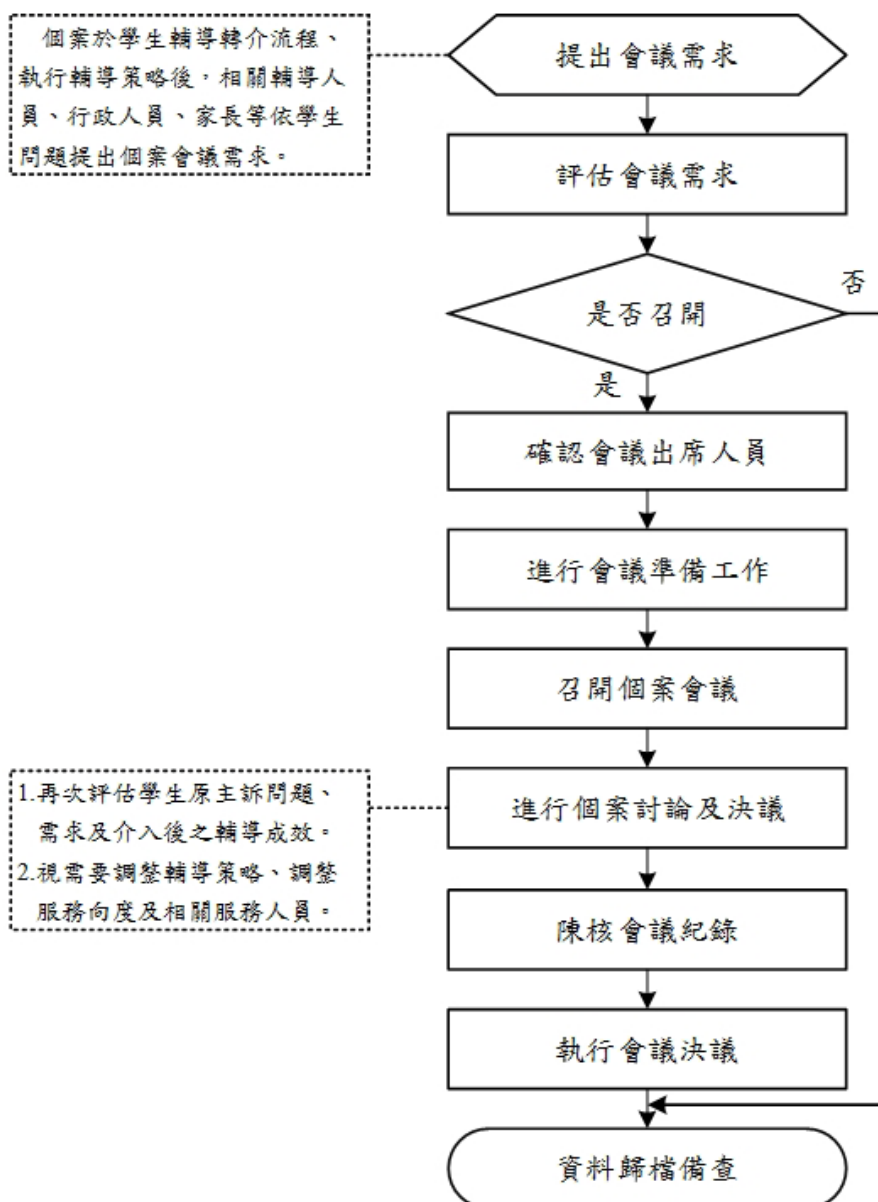 個案於學生輔導轉介流程、
執行輔導策略後，相關輔導人
員、行政人員、家長等依學生
問題提出個案會議需求。
提出會議需求
評估會議需求
是否召開
否
是
確認會議出席人員
進行會議準備工作
召開個案會議
1.再次評估學生原主訴問題、
需求及介入後之輔導成效。
2.視需要調整輔導策略、調整
服務向度及相關服務人員。
進行個案討論及決議
陳核會議紀錄
執行會議決議
資料歸檔備查